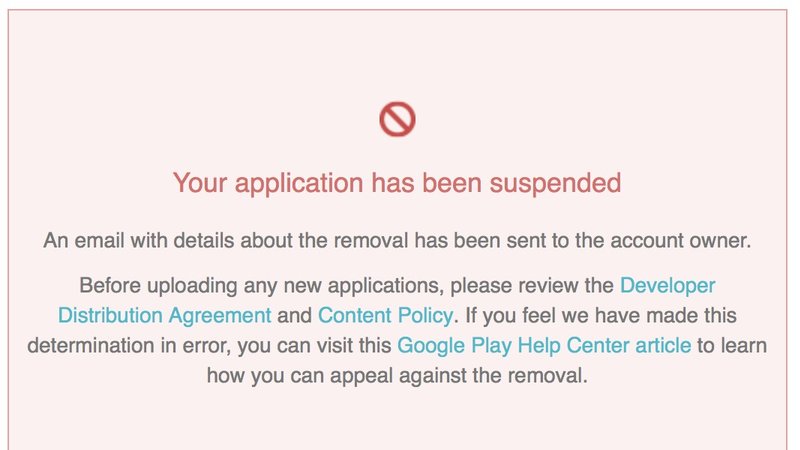 Your application has been suspended
An email with details about the removal has been sent to the account owner.
Before uploading any new applications, please review the Developer
Distribution Agreement and Content Policy. If you feel we have made this
determination in error, you can visit this Google Play Help Center article to learn
how you can appeal against the removal.